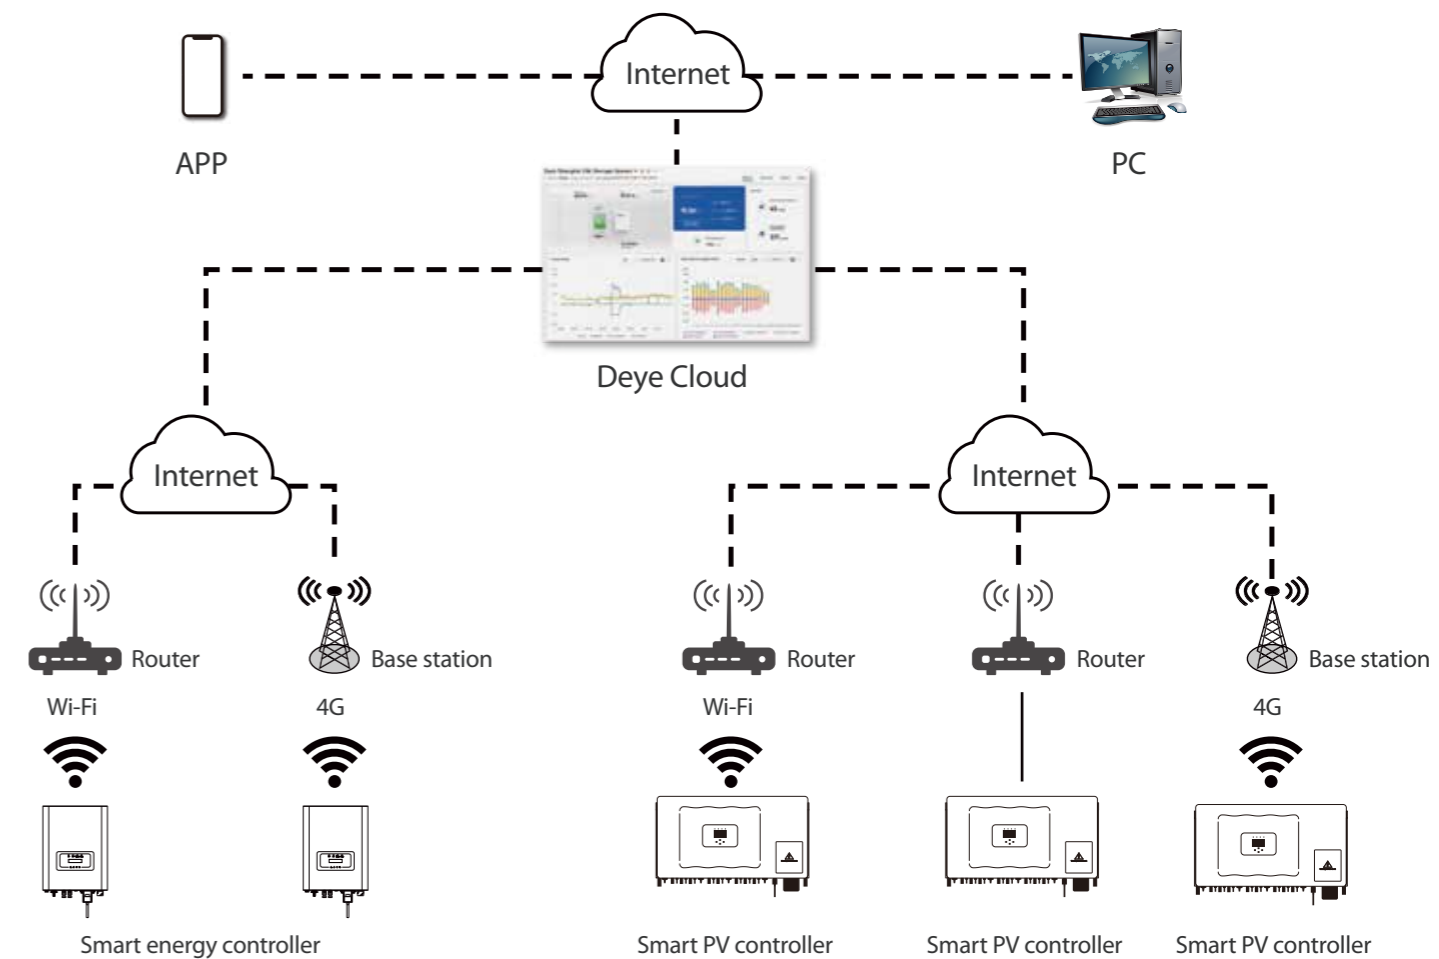 Internet
APP
PC
Deye Cloud
Internet
Internet
Router
Base station
Router
Router
Base station
Wi-Fi
4G
Wi-Fi
4G
Smart energy controller
Smart PV controller
Smart PV controller
Smart PV controller